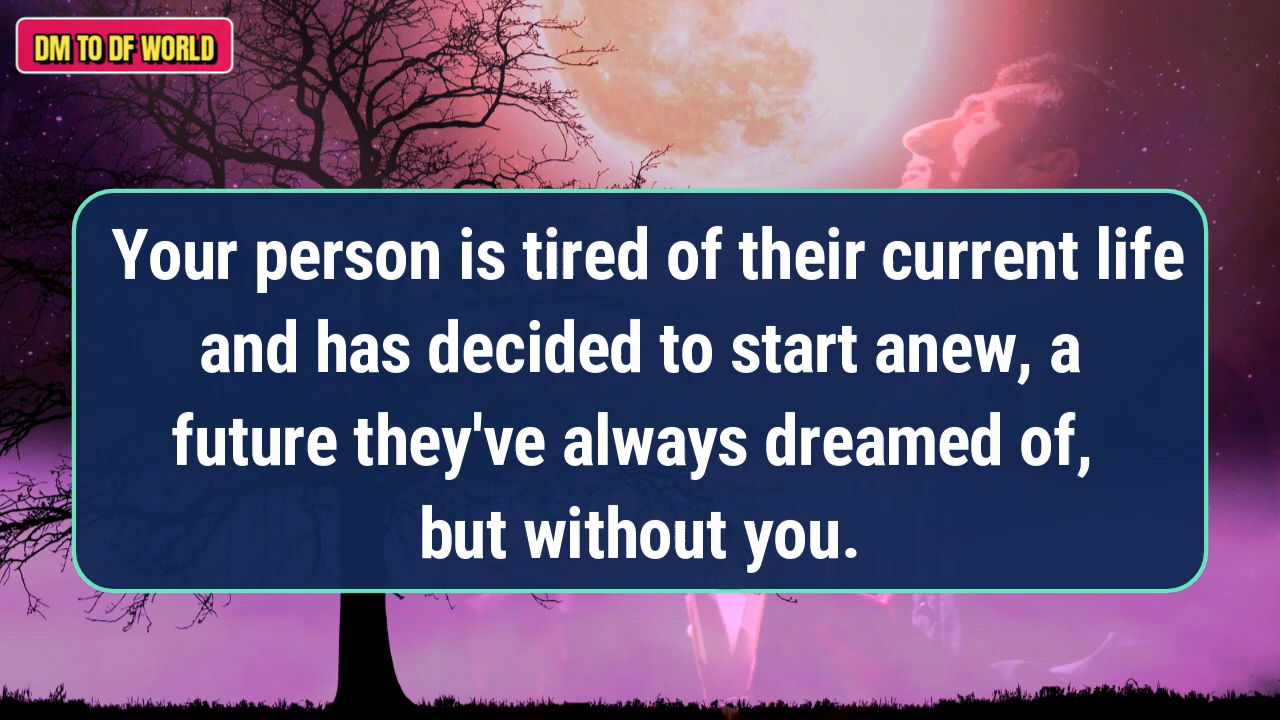 DM TO DF WORLD
Your person is tired of their current life
and has decided to start anew, a
future they've always dreamed of,
but without you.